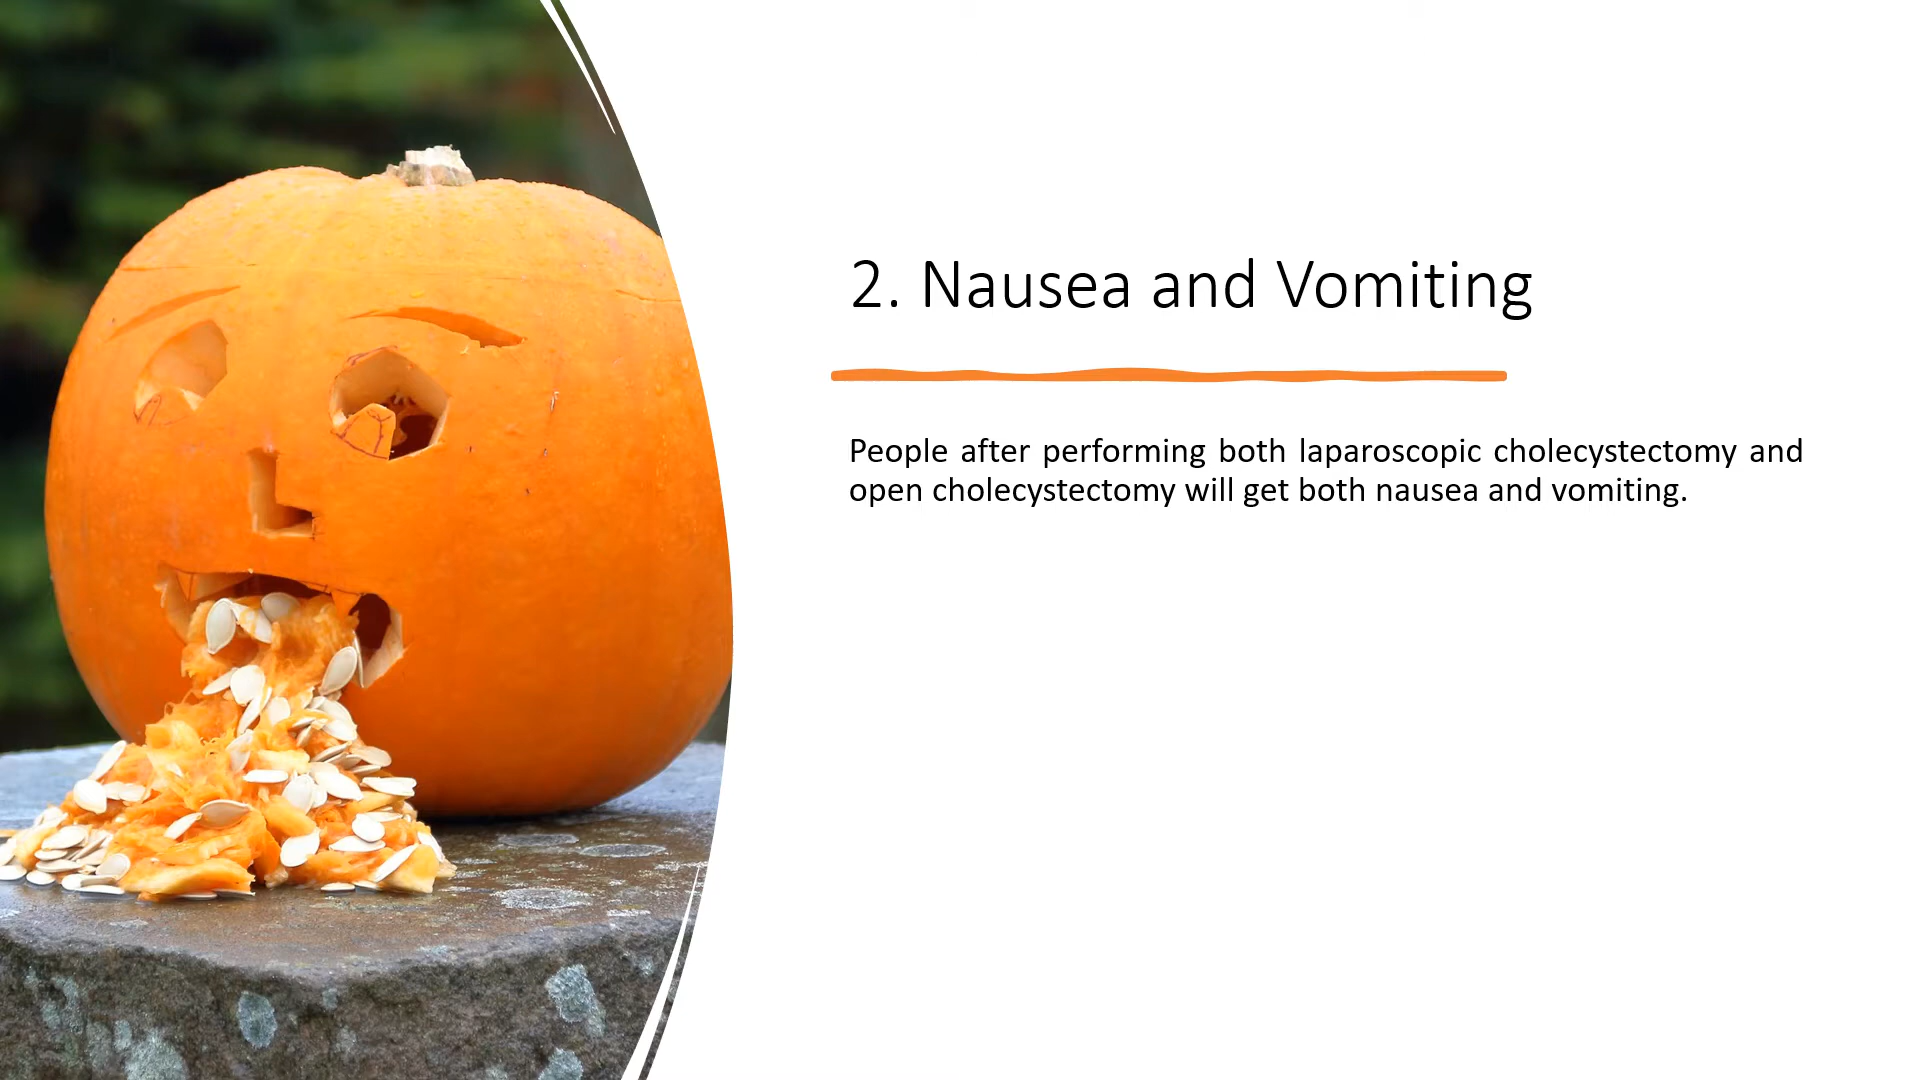 2. Nausea and Vomiting
People after performing both laparoscopic cholecystectomy and
open cholecystectomy will get both nausea and vomiting.